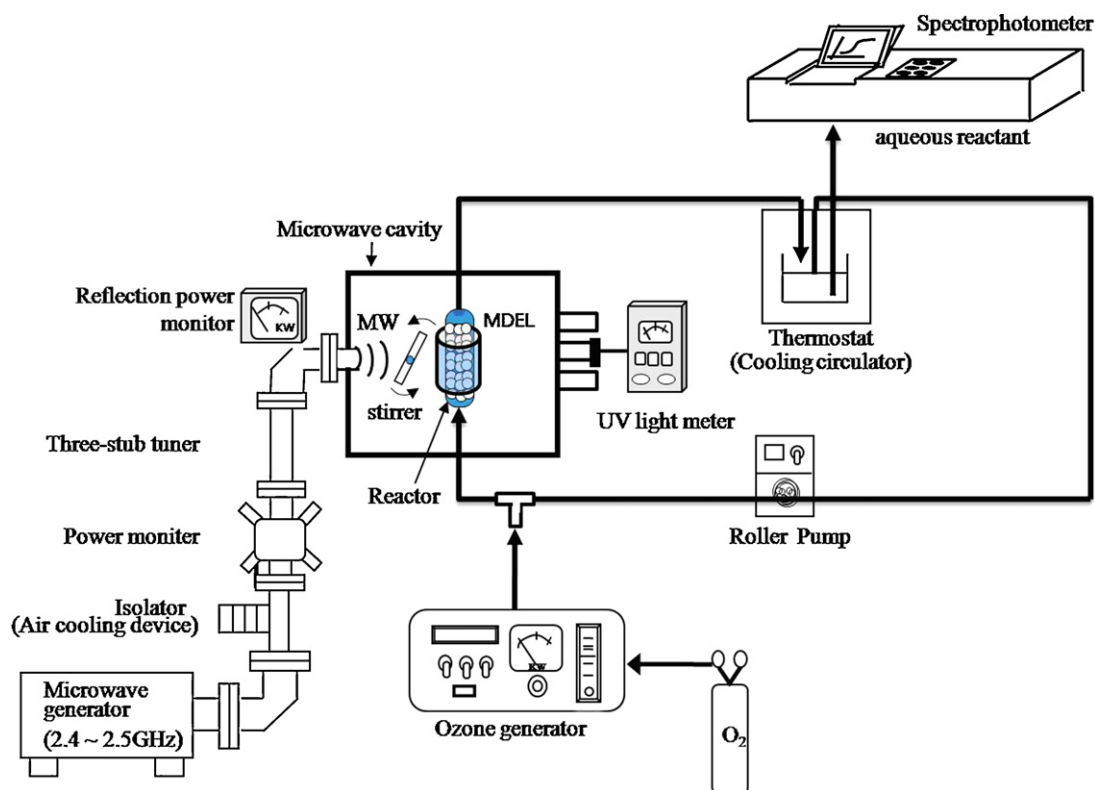 Spectrophotometer
aqueous reactant
Microwave cavity
Reflection power
monitor
KW
MW
MDEL
stirrer
Thermostat
(Cooling circulator)
UV light meter
Three-stub tuner
Reactor
Power moniter
Roller Pump
Isolator
(Air cooling device)
Microwave
generator
(2.4 ~ 2.5GHz)
KW
Ozone generator
O2